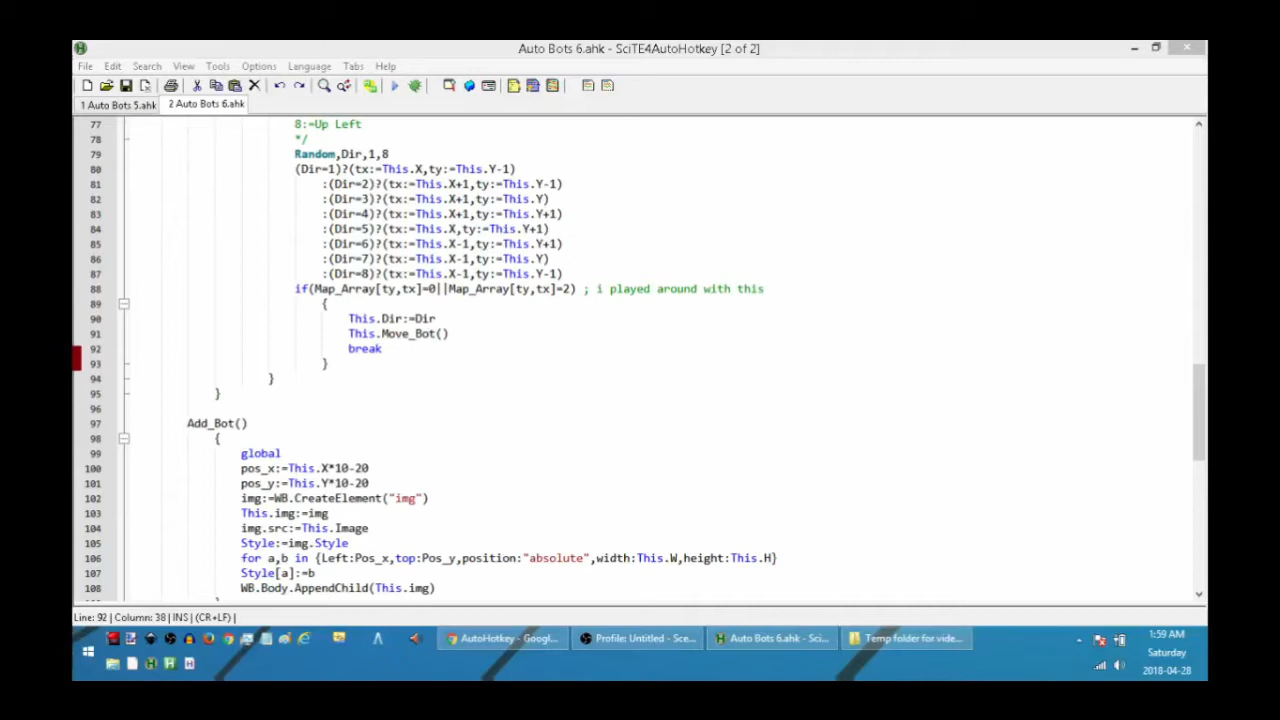 Auto Bots 6.ahk - SciTE4AutoHotkey [2 of 2]
File Edit Search View Tools Options Language Tabs Help
1 Auto Bots 5.ahk 2 Auto Bots 6.ahk
77 8:=Up Left
78 */
79 Random,Dir,1,8
80 (Dir=1)?(tx:=This.X,ty:=This.Y-1)
81 :(Dir=2)?(tx:=This.X+1,ty:=This.Y-1)
82 :(Dir=3)?(tx:=This.X+1,ty:=This.Y)
83 :(Dir=4)?(tx:=This.X+1,ty:=This.Y+1)
84 :(Dir=5)?(tx:=This.X,ty:=This.Y+1)
85 :(Dir=6)?(tx:=This.X-1,ty:=This.Y+1)
86 :(Dir=7)?(tx:=This.X-1,ty:=This.Y)
87 :(Dir=8)?(tx:=This.X-1,ty:=This.Y-1)
88 if(Map_Array[ty,tx]=0||Map_Array[ty,tx]=2) ; i played around with this
89 {
90 This.Dir:=Dir
91 This.Move_Bot()
92 break
93 }
94 }
95 }
96
97 Add_Bot()
98 {
99 global
100 pos_x:=This.X*10-20
101 pos_y:=This.Y*10-20
102 img:=WB.CreateElement("img")
103 This.img:=img
104 img.src:=This.Image
105 Style:=img.Style
106 for a,b in {Left:Pos_x,top:Pos_y,position:"absolute",width:This.W,height:This.H}
107 Style[a]:=b
108 WB.Body.AppendChild(This.img)
Line: 92 | Column: 38 | INS | (CR+LF) |
AutoHotkey - Googl... Profile: Untitled - Sce... Auto Bots 6.ahk - Sci... Temp folder for vide...
1:59 AM
Saturday
2018-04-28